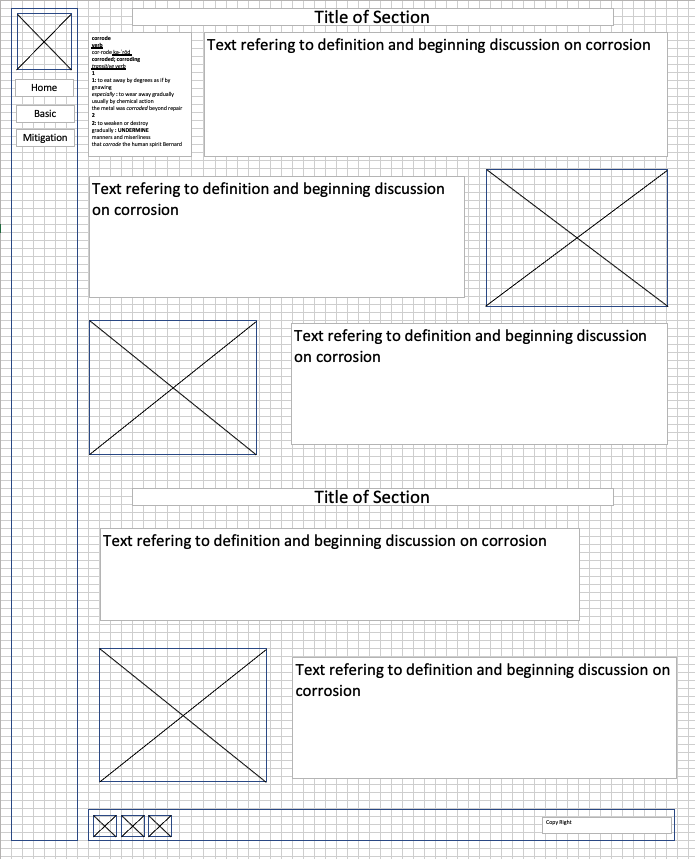 Title of Section
Home
Basic
Mitigation
corrode
verb
cor·rode kə-ˈrōd
corroded; corroding
transitive verb
1
1: to eat away by degrees as if by
gnawing
especially : to wear away gradually
usually by chemical action
the metal was corroded beyond repair
2
2: to weaken or destroy
gradually : UNDERMINE
manners and miserliness
that corrode the human spirit Bernard
Text refering to definition and beginning discussion on corrosion
Text refering to definition and beginning discussion
on corrosion
Text refering to definition and beginning discussion
on corrosion
Title of Section
Text refering to definition and beginning discussion on corrosion
Text refering to definition and beginning discussion on
corrosion
Copy Right